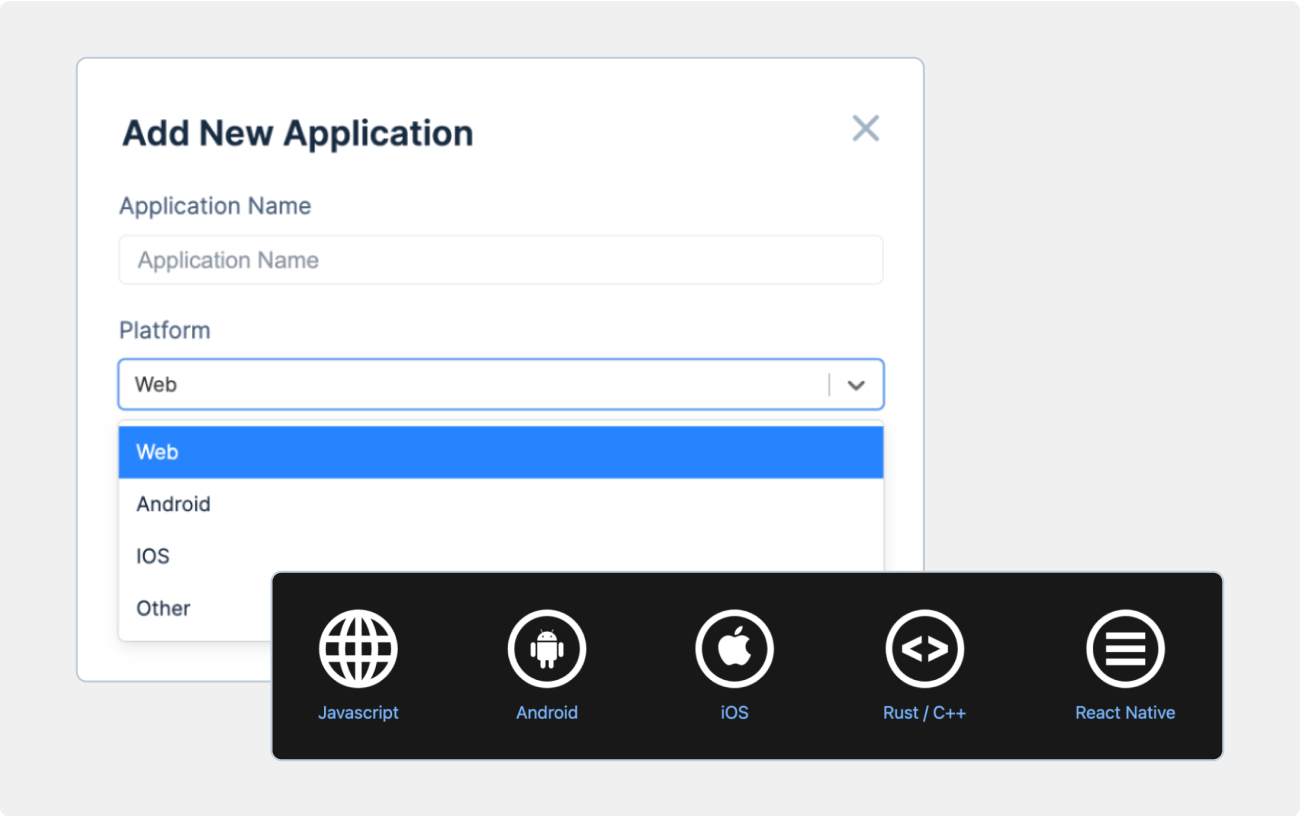 Add New Application
Application Name
Application Name
Platform
Web
Web
Android
IOS
Other
Javascript
Android
iOS
Rust / C++
React Native